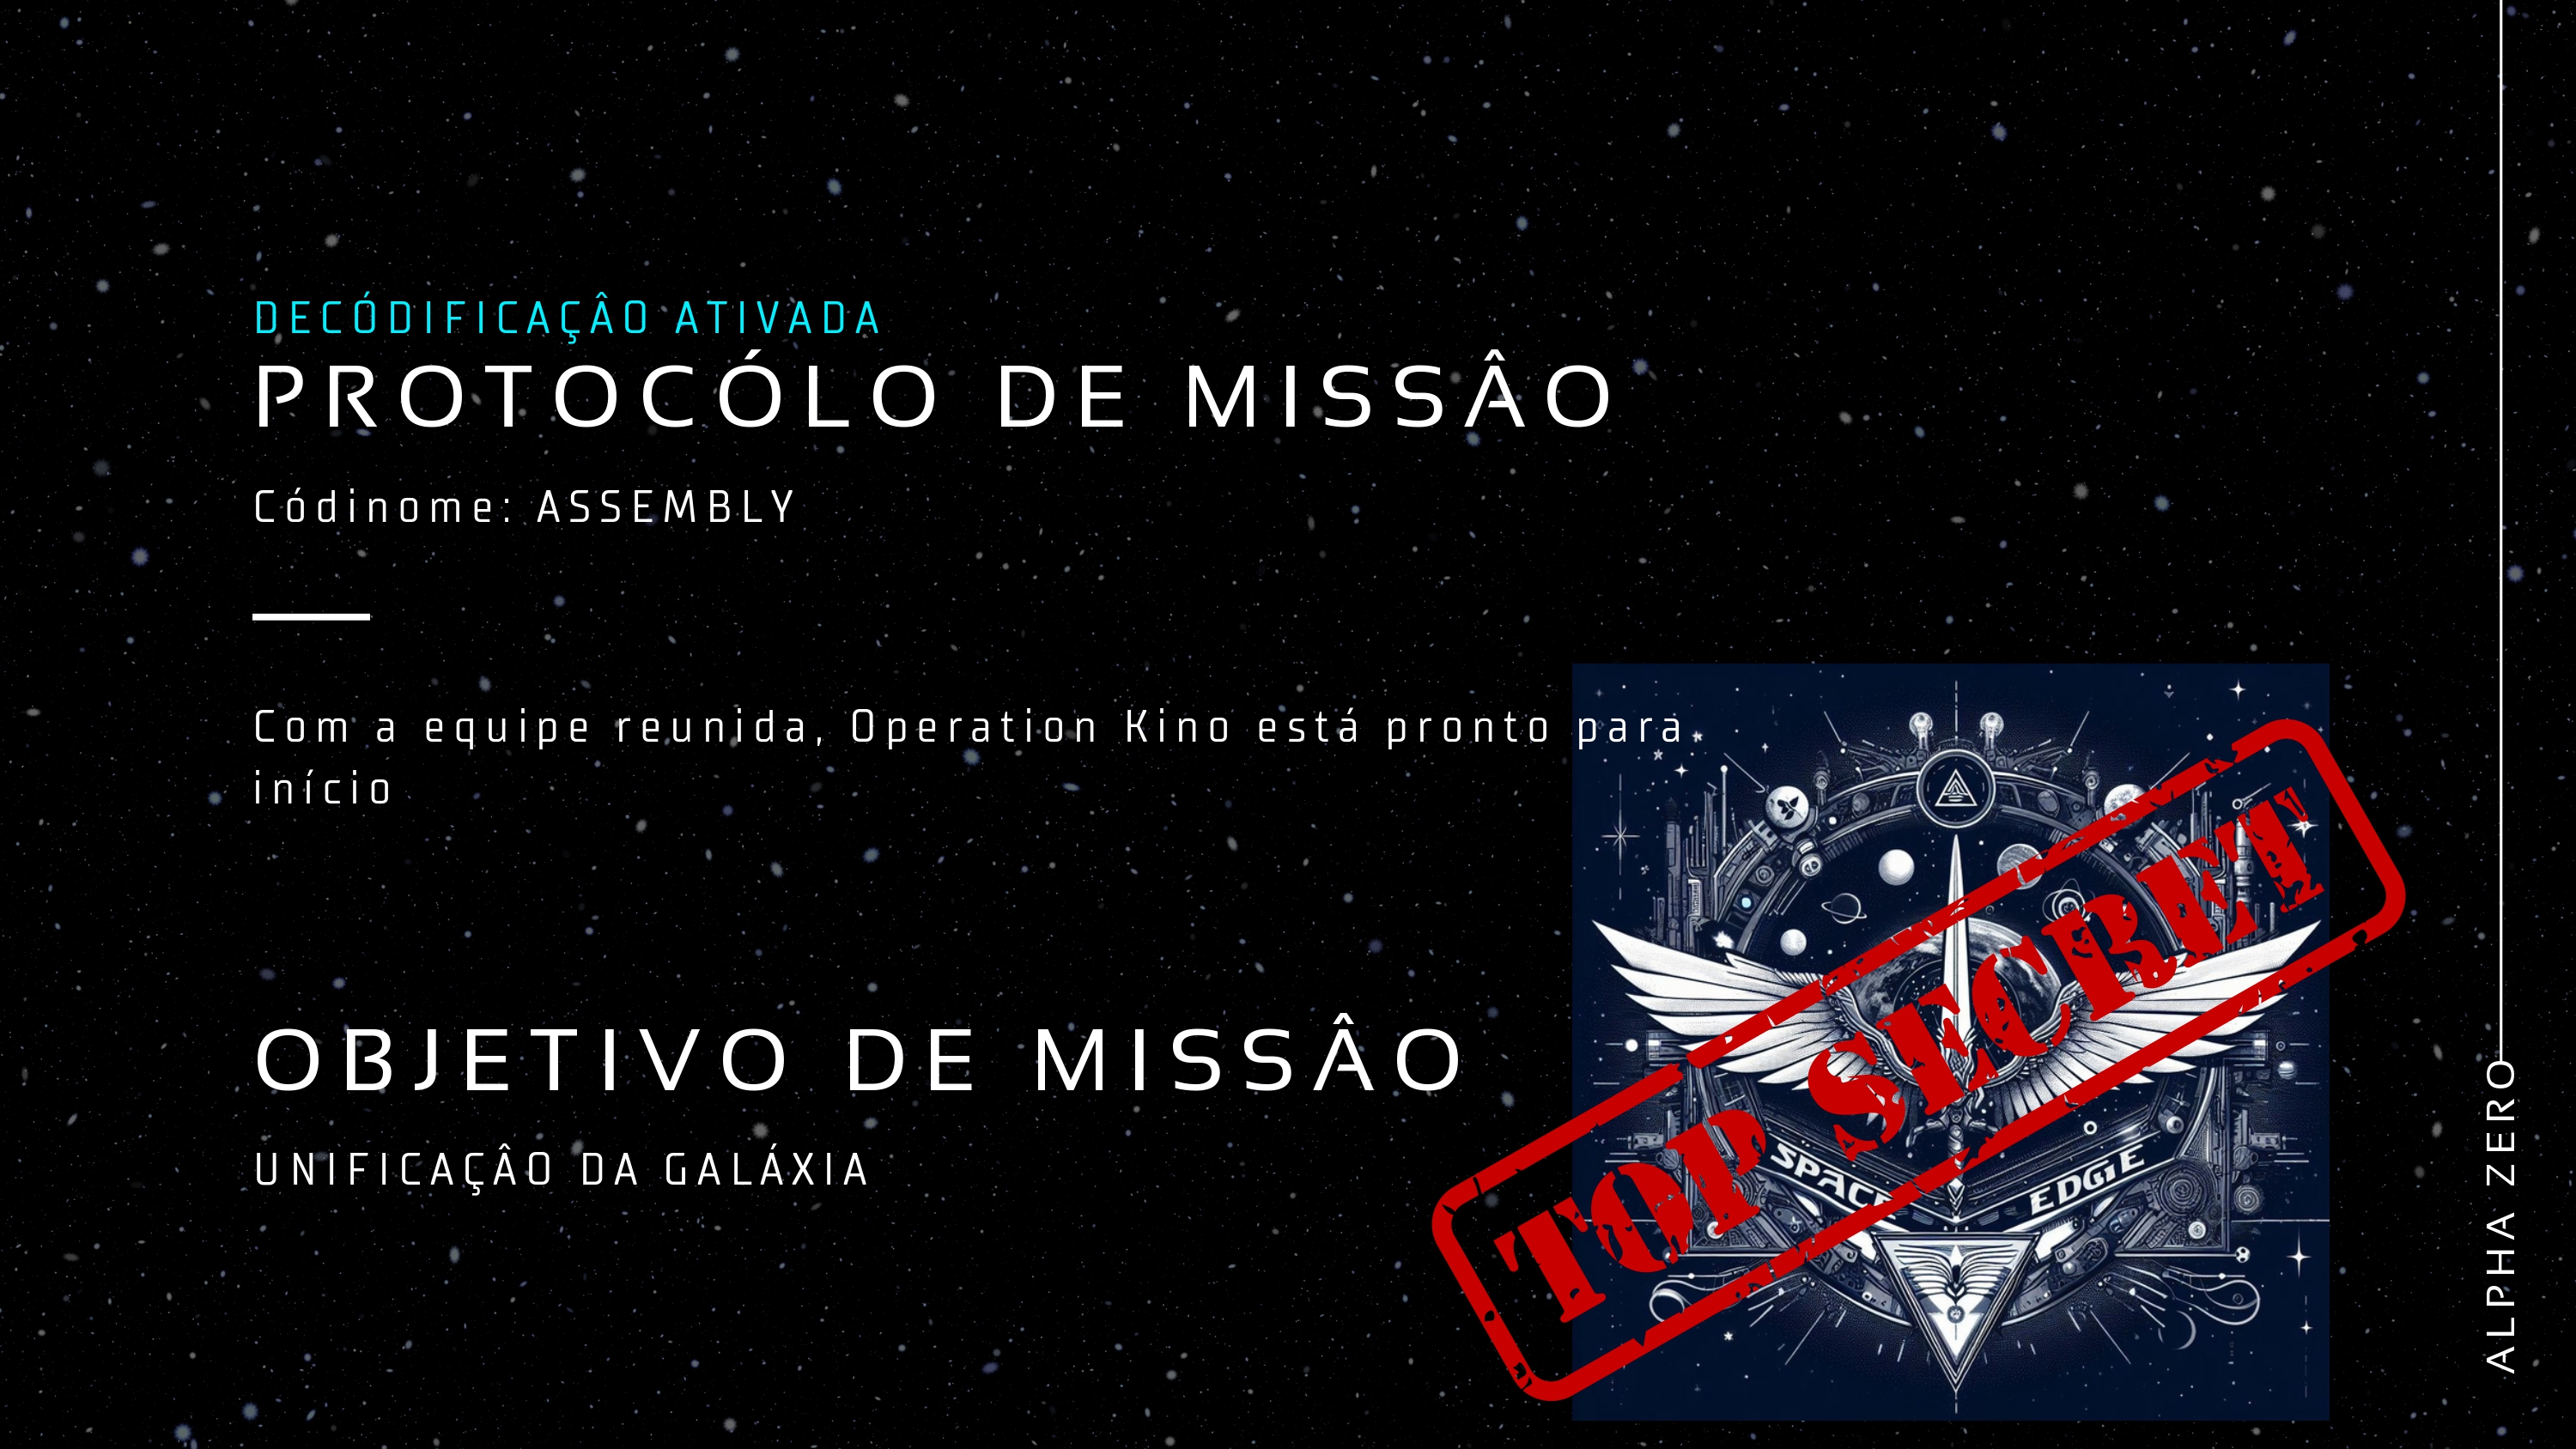 DECÓDIFICAÇÂO ATIVADA
PROTOCÓLO DE MISSÂO
Códinome: ASSEMBLY
Com a equipe reunida, Operation Kino está pronto para
início
OBJETIVO DE MISSÂO
UNIFICAÇÂO DA GALÁXIA
TOP SECRET
SPACE EDGIE
ALPHA ZERO